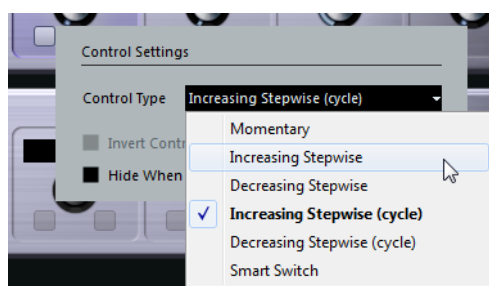 Control Settings
Control Type Increasing Stepwise (cycle)
Momentary
Invert Contr
Increasing Stepwise
Hide When
Decreasing Stepwise
Increasing Stepwise (cycle)
Decreasing Stepwise (cycle)
Smart Switch